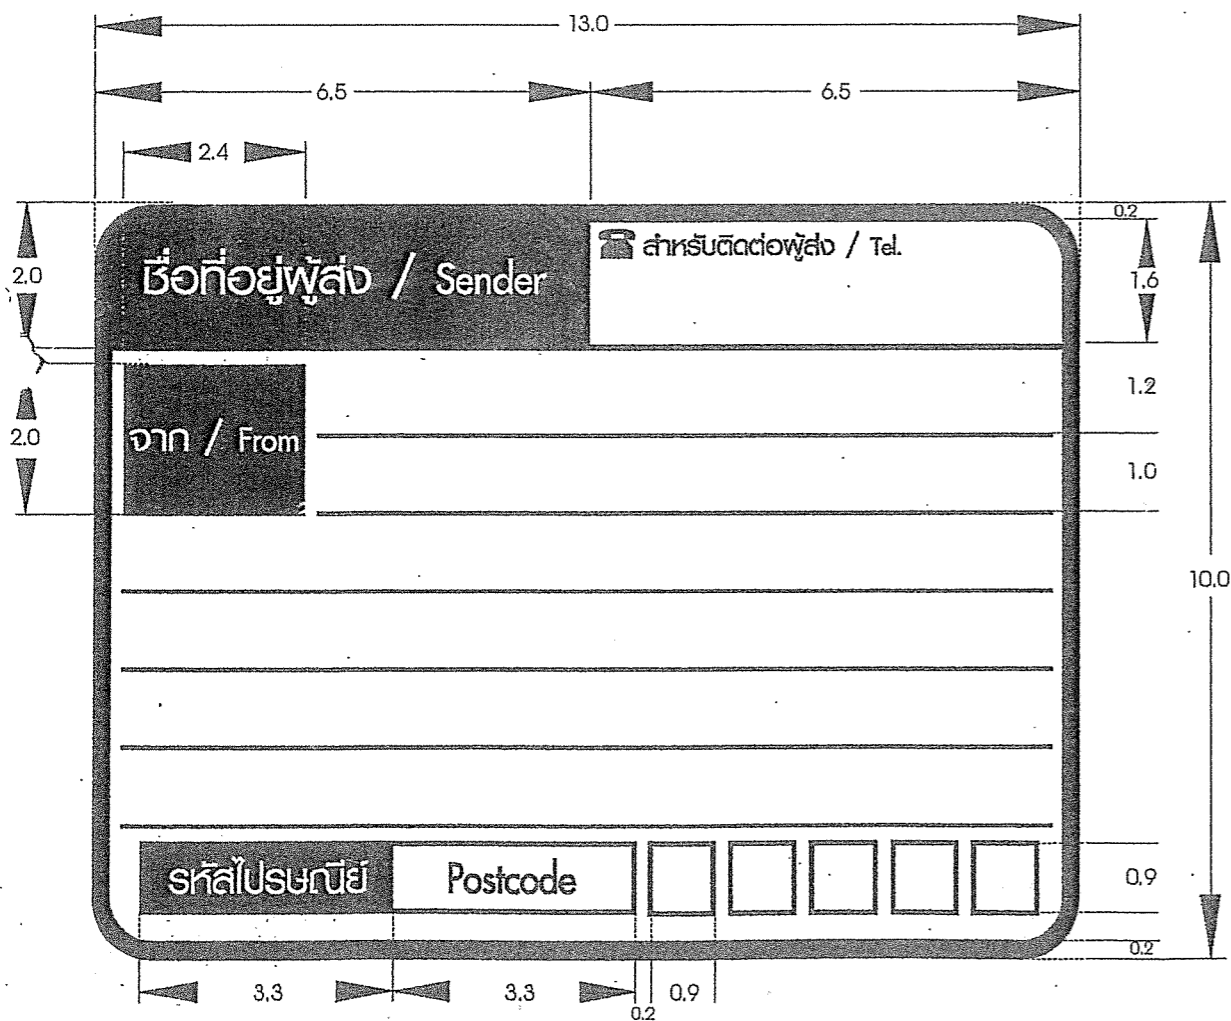 13.0
6.5 6.5
2.4
0.2
ชื่อที่อยู่ผู้ส่ง / Sender
☎ สำหรับติดต่อผู้ส่ง / Tel.
2.0
1.6
1.2
จาก / From
2.0
1.0
10.0
รหัสไปรษณีย์ Postcode
0.9
0.2
3.3 3.3 0.2 0.9